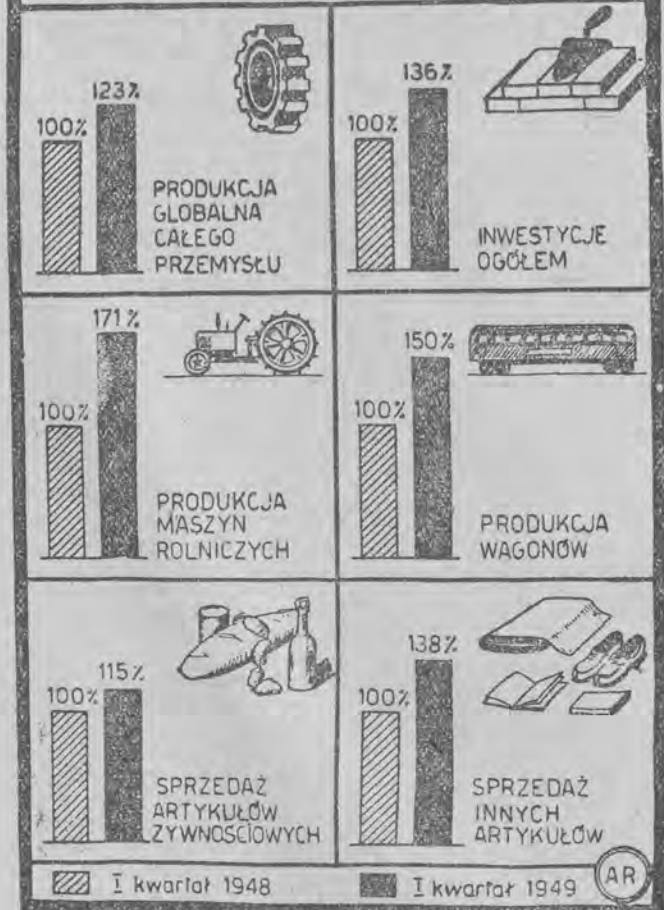 123%
100%
PRODUKCJA
GLOBALNA
CAŁEGO
PRZEMYSŁU
136%
100%
INWESTYCJE
OGÓŁEM
171%
100%
PRODUKCJA
MASZYN
ROLNICZYCH
150%
100%
PRODUKCJA
WAGONÓW
115%
100%
SPRZEDAŻ
ARTYKUŁÓW
ŻYWNOŚCIOWYCH
138%
100%
SPRZEDAŻ
INNYCH
ARTYKUŁÓW
I kwartał 1948
I kwartał 1949
AR